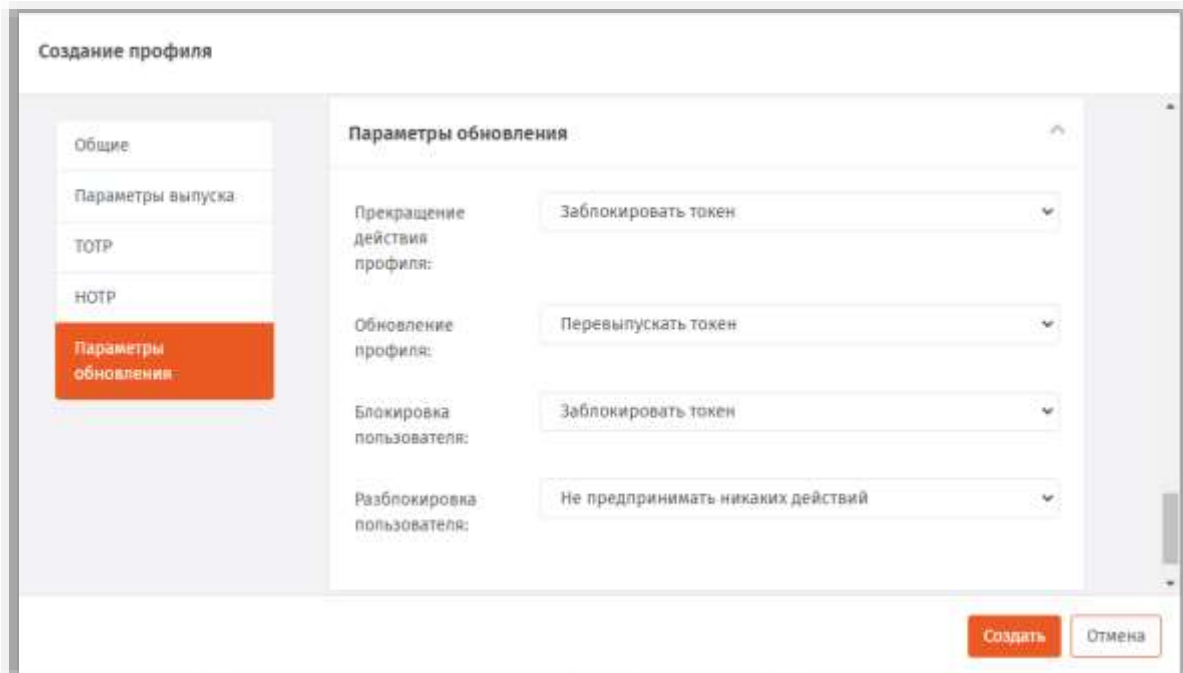 Создание профиля
Общие
Параметры выпуска
TOTP
HOTP
Параметры
обновления
Параметры обновления
Прекращение
действия
профиля:
Заблокировать токен
Обновление
профиля:
Перевыпускать токен
Блокировка
пользователя:
Заблокировать токен
Разблокировка
пользователя:
Не предпринимать никаких действий
Создать
Отмена